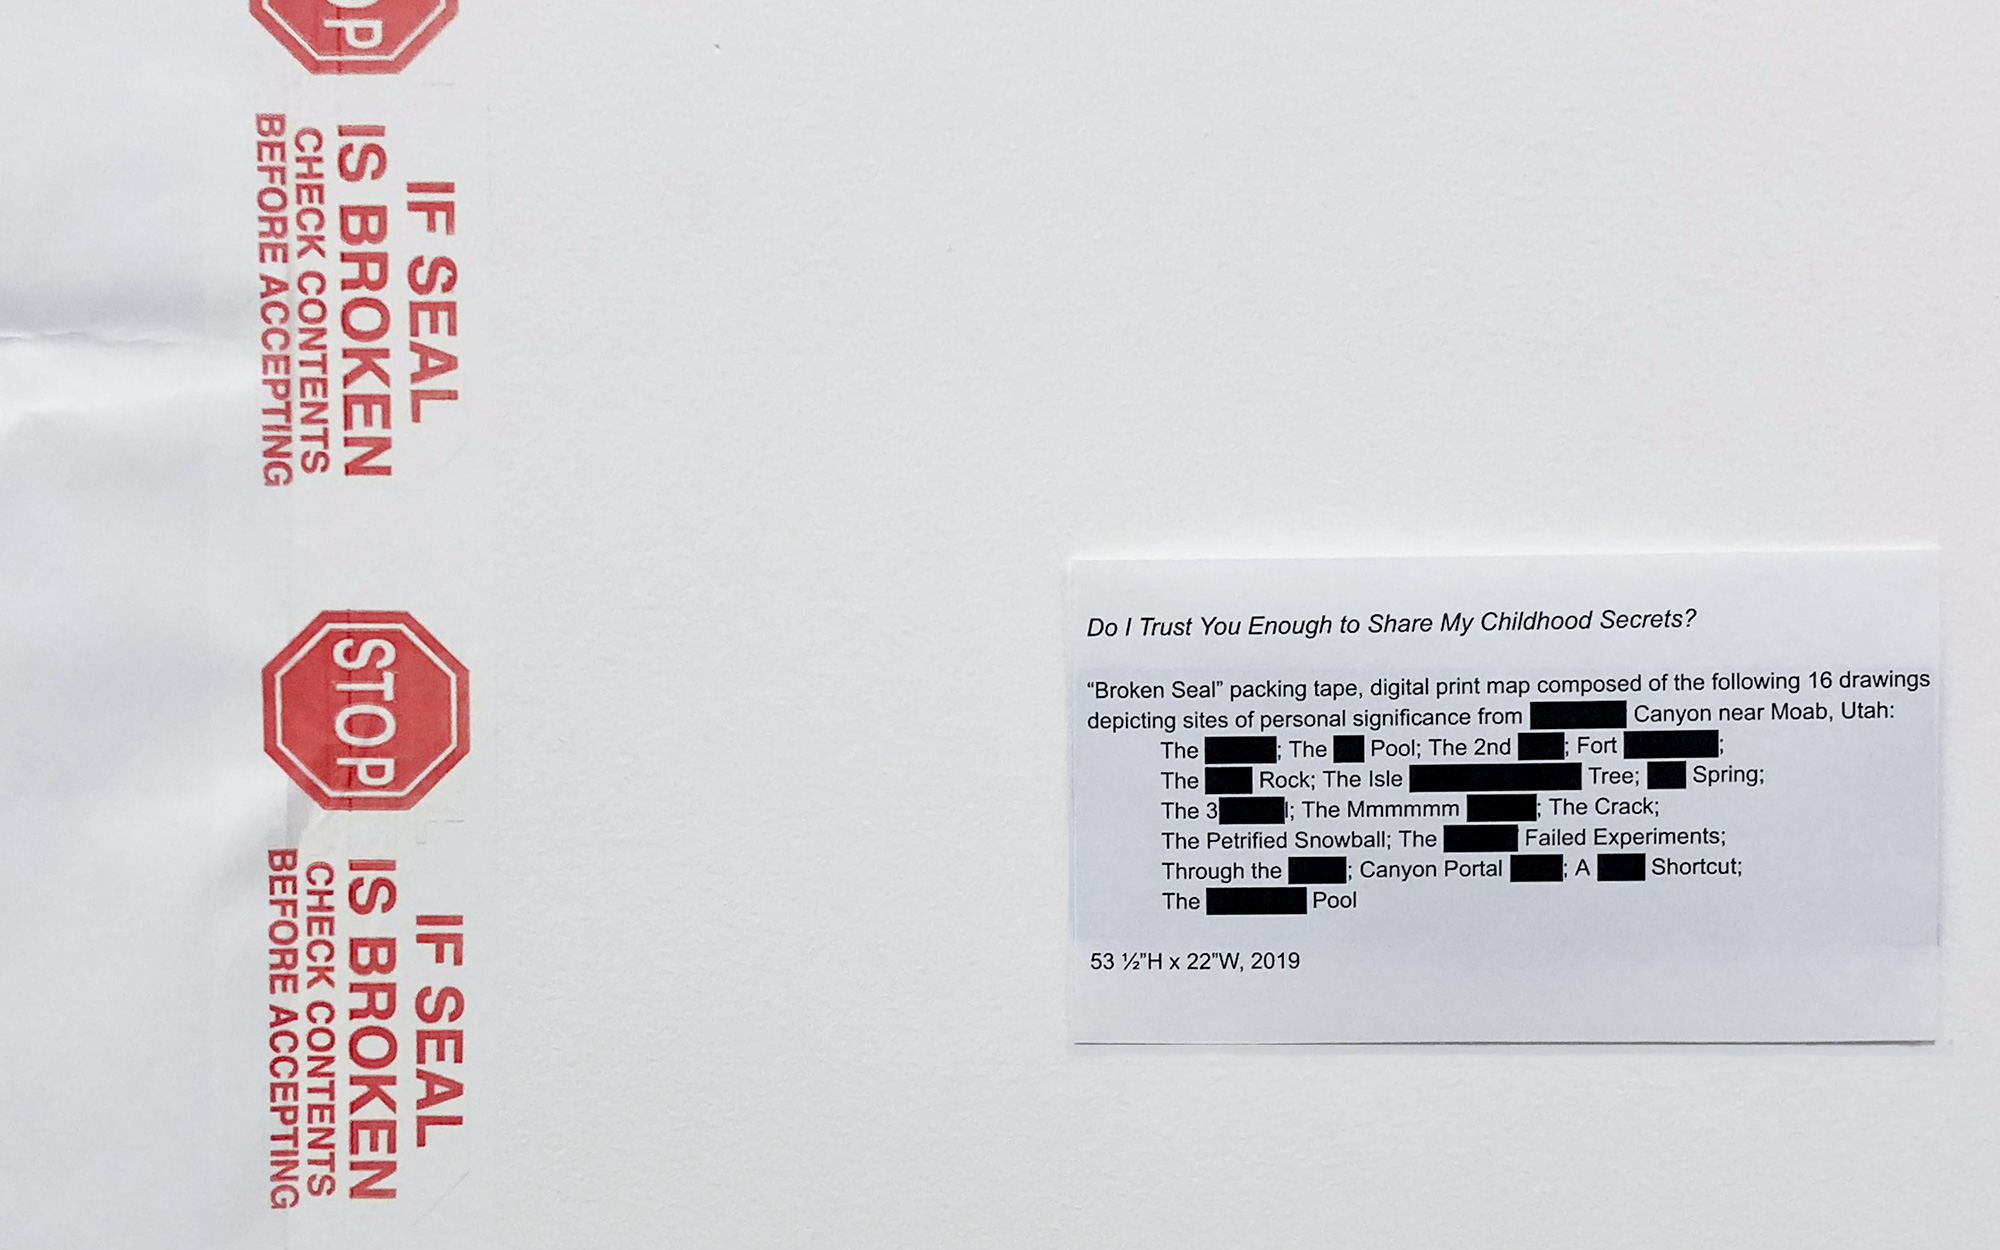 OP
IF SEAL
IS BROKEN
CHECK CONTENTS
BEFORE ACCEPTING
STOP
IF SEAL
IS BROKEN
CHECK CONTENTS
BEFORE ACCEPTING
Do I Trust You Enough to Share My Childhood Secrets?
“Broken Seal” packing tape, digital print map composed of the following 16 drawings
depicting sites of personal significance from Canyon near Moab, Utah:
The ; The Pool; The 2nd ; Fort ;
The Rock; The Isle Tree; Spring;
The 3 l; The Mmmmmm ; The Crack;
The Petrified Snowball; The Failed Experiments;
Through the ; Canyon Portal ; A Shortcut;
The Pool
53 ½”H x 22”W, 2019